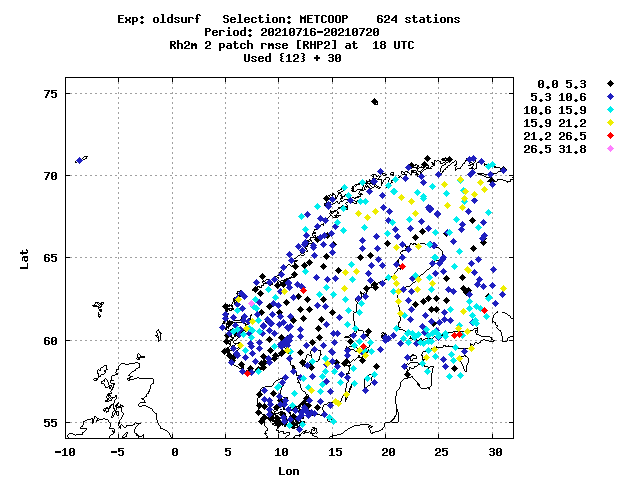 Exp: oldsurf   Selection: METCOOP    624 stations
Period: 20210716-20210720
Rh2m 2 patch rmse [RHP2] at  18 UTC
Used {12} + 30
0.0 5.3
5.3 10.6
10.6 15.9
15.9 21.2
21.2 26.5
26.5 31.8
75
70
65
60
55
Lat
-10 -5 0 5 10 15 20 25 30
Lon